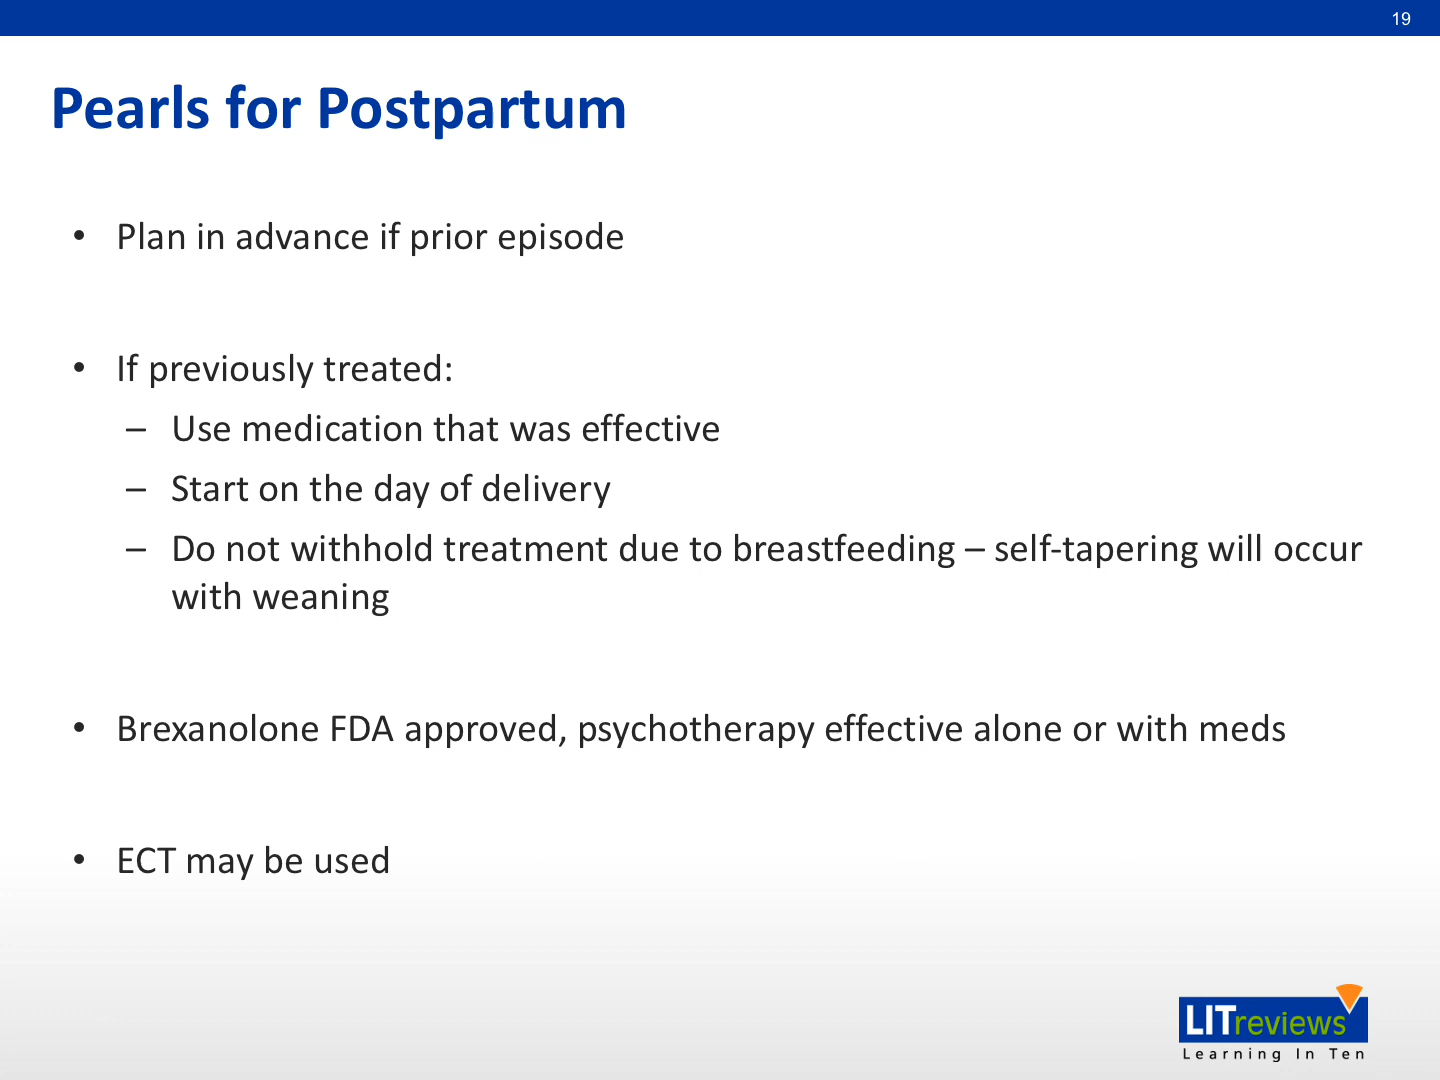 19
Pearls for Postpartum
• Plan in advance if prior episode
• If previously treated:
– Use medication that was effective
– Start on the day of delivery
– Do not withhold treatment due to breastfeeding – self-tapering will occur
with weaning
• Brexanolone FDA approved, psychotherapy effective alone or with meds
• ECT may be used
LITreviews
Learning In Ten